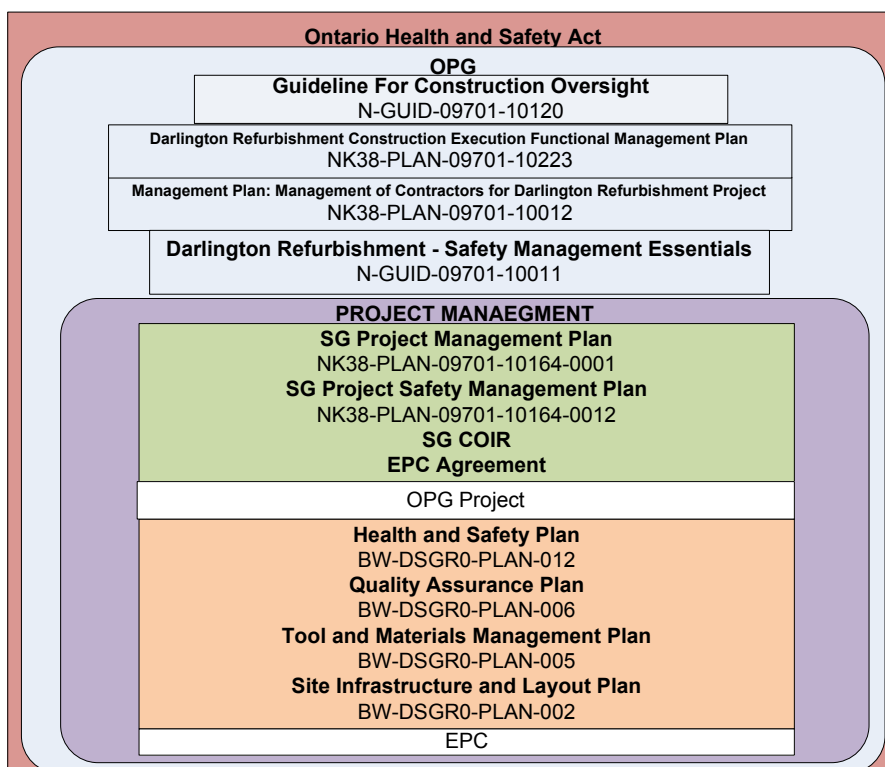 Ontario Health and Safety Act
OPG
Guideline For Construction Oversight
N-GUID-09701-10120
Darlington Refurbishment Construction Execution Functional Management Plan
NK38-PLAN-09701-10223
Management Plan: Management of Contractors for Darlington Refurbishment Project
NK38-PLAN-09701-10012
Darlington Refurbishment - Safety Management Essentials
N-GUID-09701-10011
PROJECT MANAEGMENT
SG Project Management Plan
NK38-PLAN-09701-10164-0001
SG Project Safety Management Plan
NK38-PLAN-09701-10164-0012
SG COIR
EPC Agreement
OPG Project
Health and Safety Plan
BW-DSGR0-PLAN-012
Quality Assurance Plan
BW-DSGR0-PLAN-006
Tool and Materials Management Plan
BW-DSGR0-PLAN-005
Site Infrastructure and Layout Plan
BW-DSGR0-PLAN-002
EPC